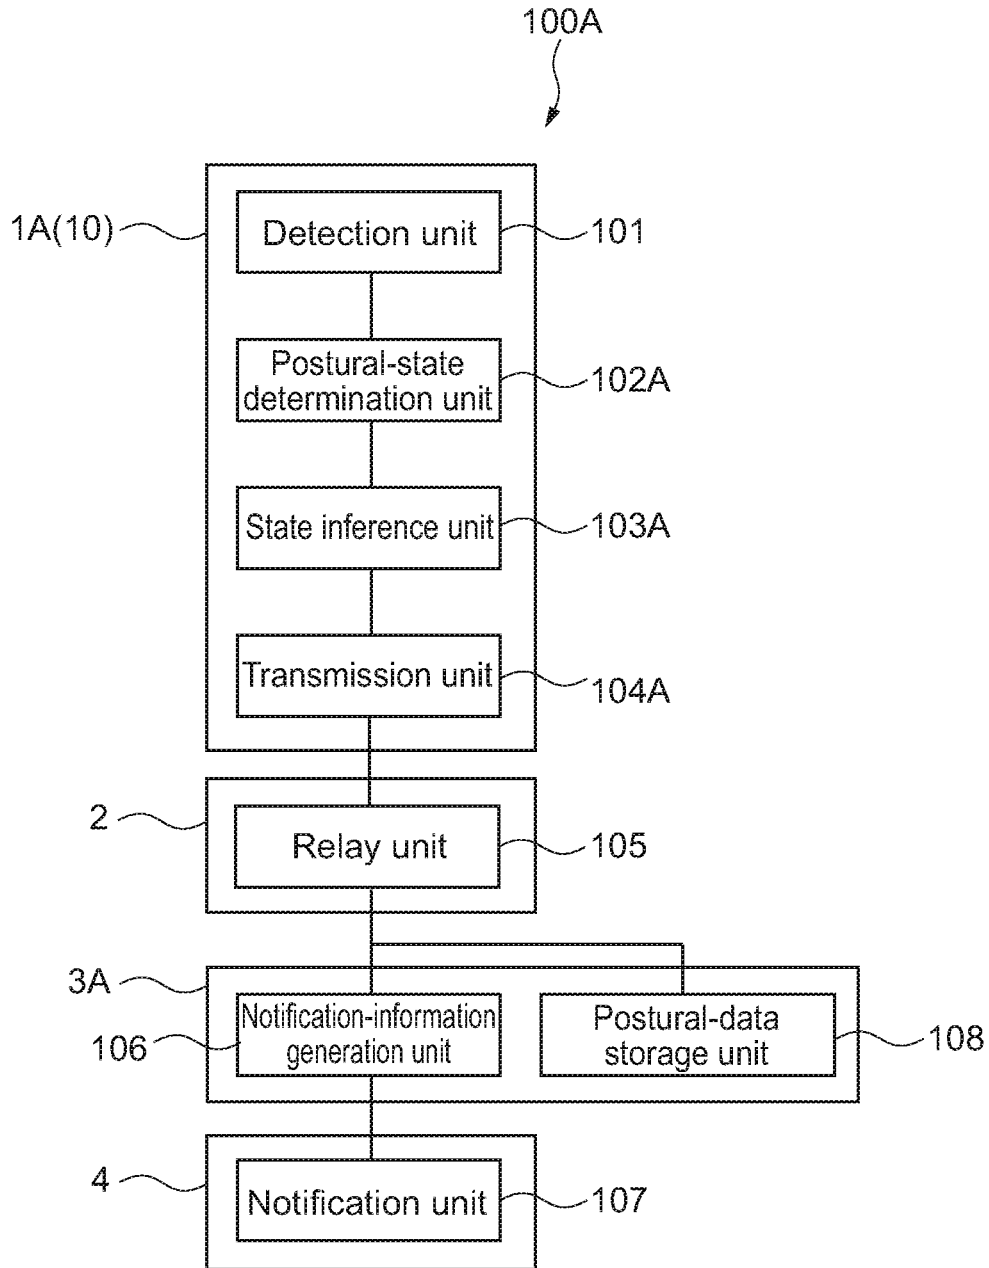 100A
1A(10)
Detection unit
101
Postural-state
determination unit
102A
State inference unit
103A
Transmission unit
104A
2
Relay unit
105
3A
Notification-information
generation unit
106
Postural-data
storage unit
108
4
Notification unit
107